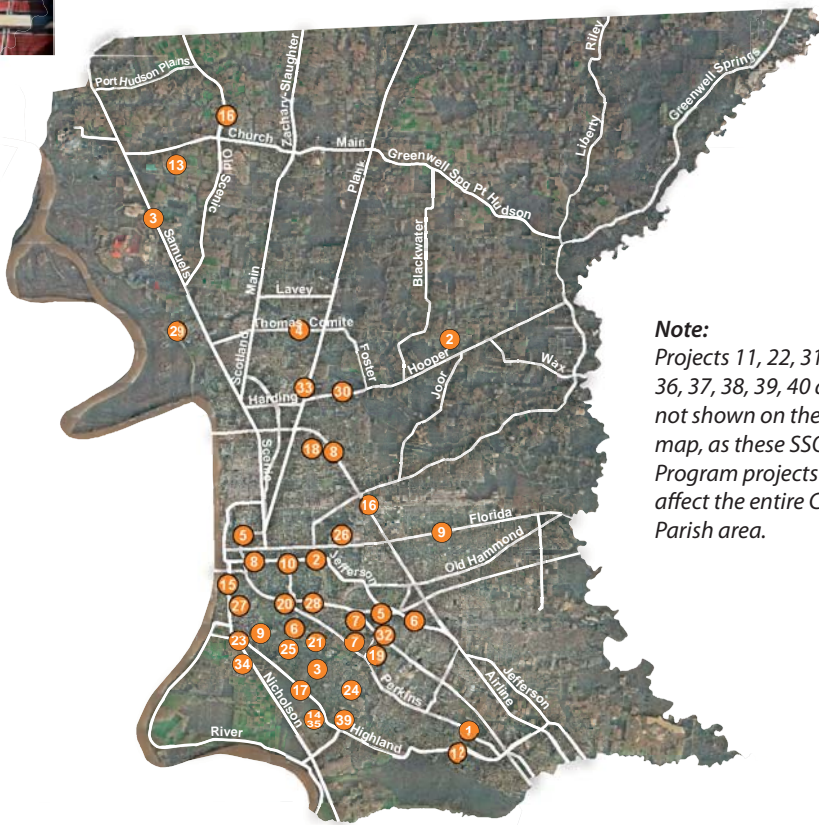 Port Hudson Plains
Zachary-Slaughter
Riley
Greenwell Springs
16
Church
Main
Liberty
13
Old Scenic
Plank
Greenwell Spg Pt Hudson
3
Samuels
Blackwater
Main
Lavey
29
Thomas
4
Comite
2
Scotland
Foster
Hooper
Wax
33
30
Joor
Harding
Scenic
18
8
16
Florida
5
26
9
Old Hammond
8
10
2
Jefferson
15
27
20
28
5
7
6
9
6
32
23
25
21
7
19
34
3
Jefferson
Airline
17
24
Perkins
Nicholson
14
35
39
1
River
Highland
Note:
Projects 11, 22, 31
36, 37, 38, 39, 40
not shown on the
map, as these SSO
Program projects
affect the entire
Parish area.